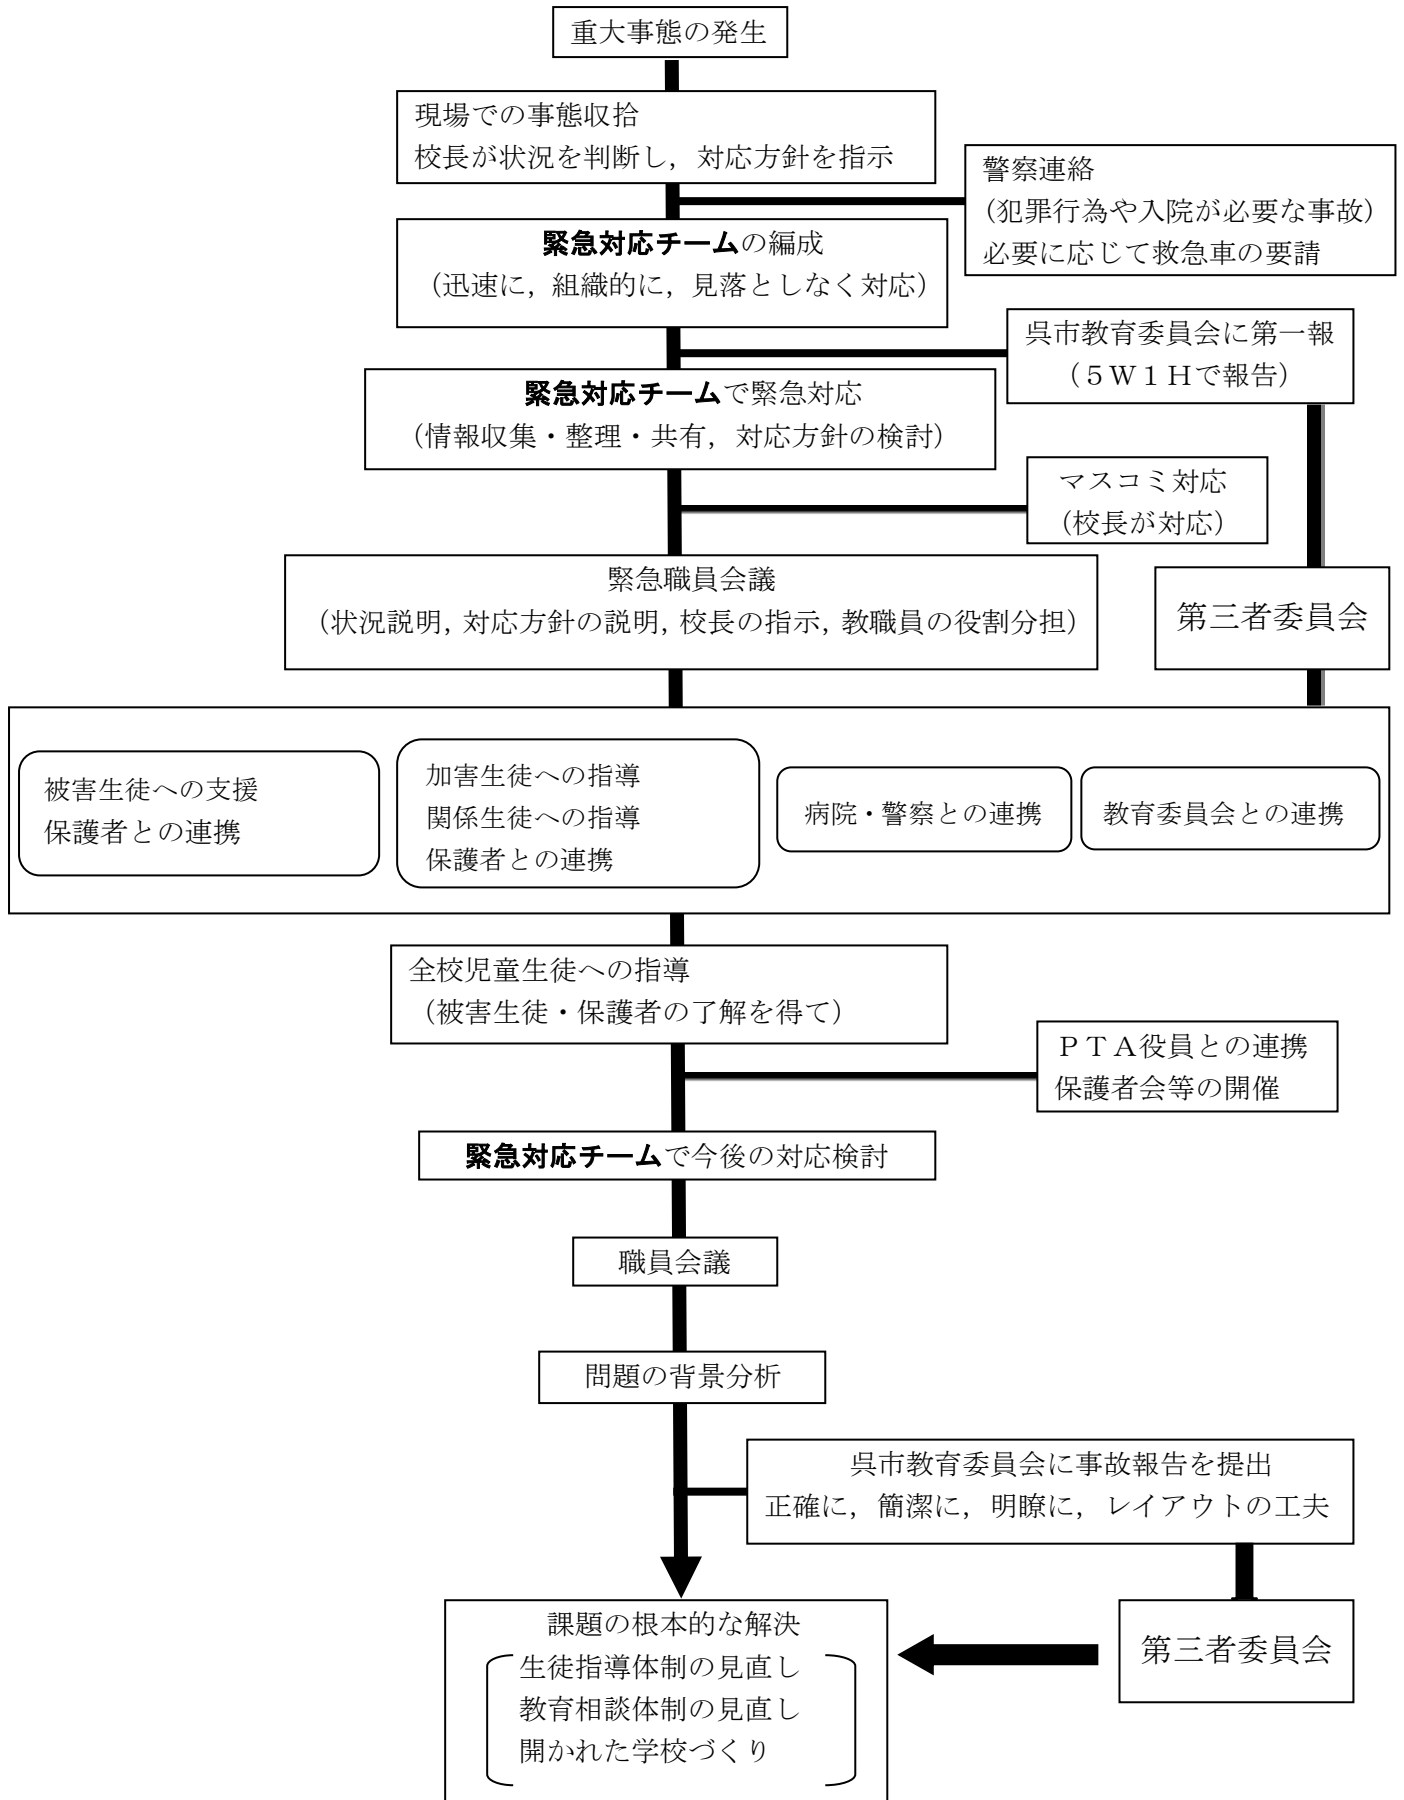 重大事態の発生
現場での事態収拾
校長が状況を判断し，対応方針を指示
警察連絡
（犯罪行為や入院が必要な事故）
必要に応じて救急車の要請
緊急対応チームの編成
（迅速に，組織的に，見落としなく対応）
呉市教育委員会に第一報
（５Ｗ１Ｈで報告）
緊急対応チームで緊急対応
（情報収集・整理・共有，対応方針の検討）
マスコミ対応
（校長が対応）
緊急職員会議
（状況説明，対応方針の説明，校長の指示，教職員の役割分担）
第三者委員会
被害生徒への支援
保護者との連携
加害生徒への指導
関係生徒への指導
保護者との連携
病院・警察との連携
教育委員会との連携
全校児童生徒への指導
（被害生徒・保護者の了解を得て）
ＰＴＡ役員との連携
保護者会等の開催
緊急対応チームで今後の対応検討
職員会議
問題の背景分析
呉市教育委員会に事故報告を提出
正確に，簡潔に，明瞭に，レイアウトの工夫
課題の根本的な解決
生徒指導体制の見直し
教育相談体制の見直し
開かれた学校づくり
第三者委員会